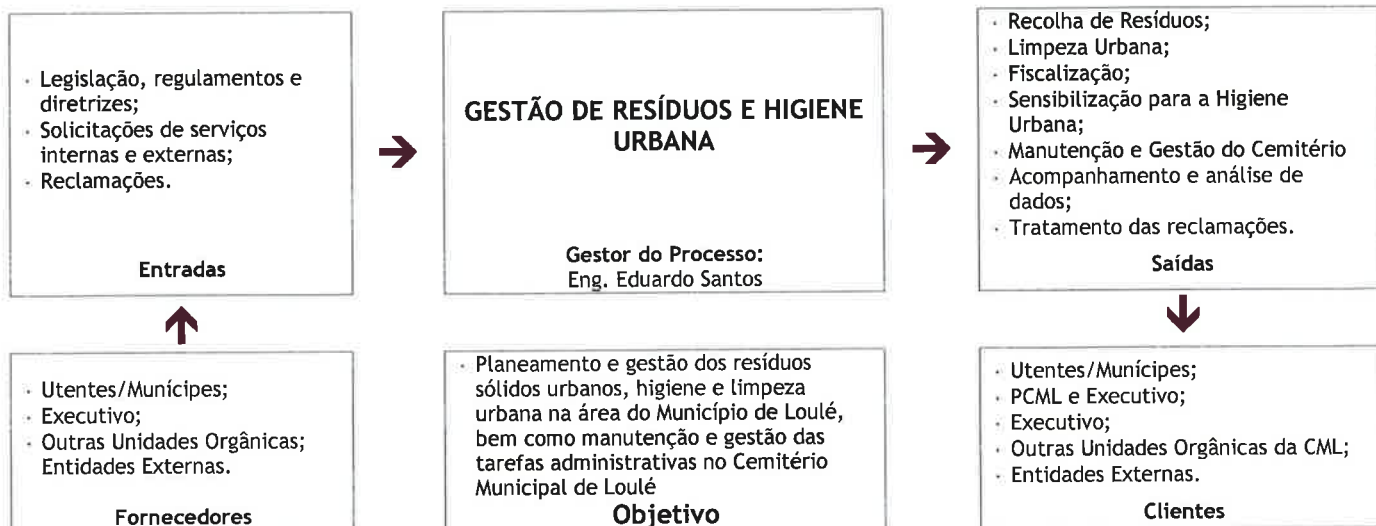 · Legislação, regulamentos e
diretrizes;
· Solicitações de serviços
internas e externas;
· Reclamações.
Entradas
GESTÃO DE RESÍDUOS E HIGIENE
URBANA
Gestor do Processo:
Eng. Eduardo Santos
· Recolha de Resíduos;
· Limpeza Urbana;
· Fiscalização;
· Sensibilização para a Higiene
Urbana;
· Manutenção e Gestão do Cemitério
· Acompanhamento e análise de
dados;
· Tratamento das reclamações.
Saídas
· Utentes/Munícipes;
· Executivo;
· Outras Unidades Orgânicas;
Entidades Externas.
Fornecedores
· Planeamento e gestão dos resíduos
sólidos urbanos, higiene e limpeza
urbana na área do Município de Loulé,
bem como manutenção e gestão das
tarefas administrativas no Cemitério
Municipal de Loulé
Objetivo
· Utentes/Munícipes;
· PCML e Executivo;
· Executivo;
· Outras Unidades Orgânicas da CML;
· Entidades Externas.
Clientes